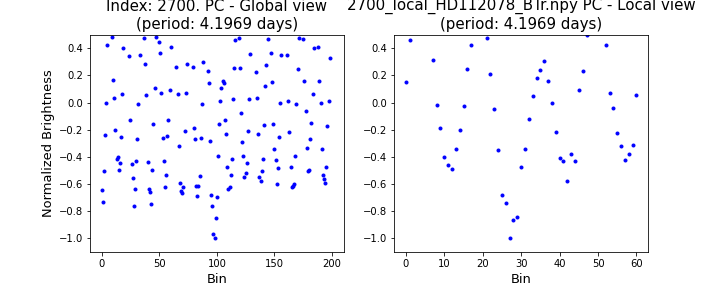 Index: 2700. PC - Global view
(period: 4.1969 days)
2700_local_HD112078_BTr.npy PC - Local view
(period: 4.1969 days)
Normalized Brightness
0.4
0.2
0.0
−0.2
−0.4
−0.6
−0.8
−1.0
0 50 100 150 200
Bin
0.4
0.2
0.0
−0.2
−0.4
−0.6
−0.8
−1.0
0 10 20 30 40 50 60
Bin